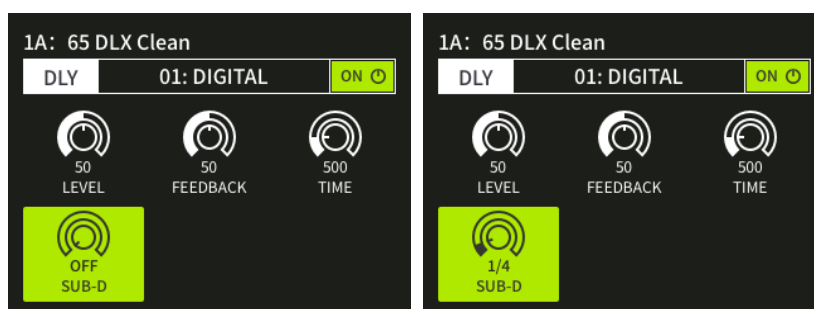 1A: 65 DLX Clean
DLY 01: DIGITAL ON
50 50 500
LEVEL FEEDBACK TIME
OFF
SUB-D
1A: 65 DLX Clean
DLY 01: DIGITAL ON
50 50 500
LEVEL FEEDBACK TIME
1/4
SUB-D